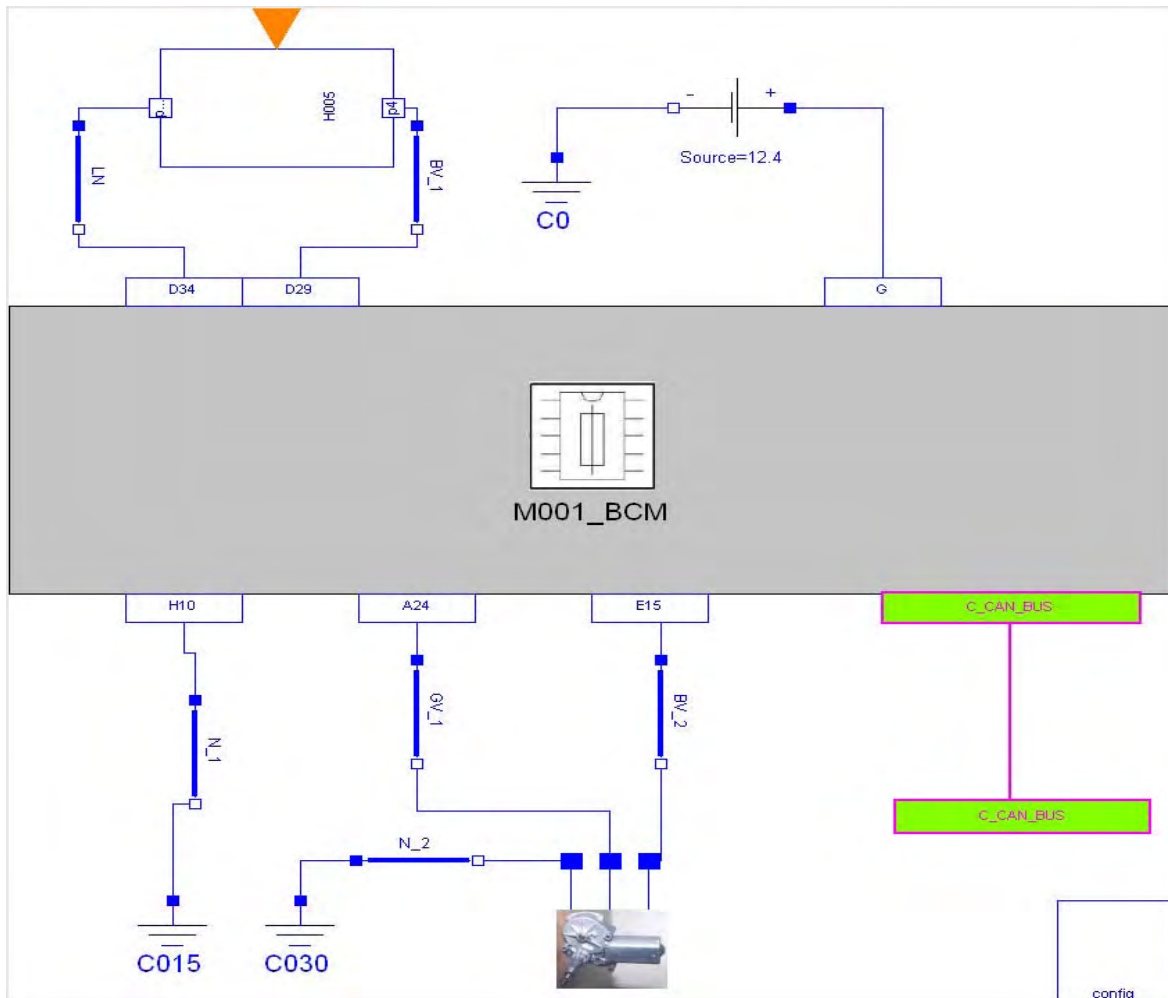 p...
H005
p4
LN
BV_1
- +
Source=12.4
C0
D34
D29
G
M001_BCM
H10
A24
E15
C_CAN_BUS
N_1
GV_1
BV_2
C_CAN_BUS
N_2
C015
C030
config